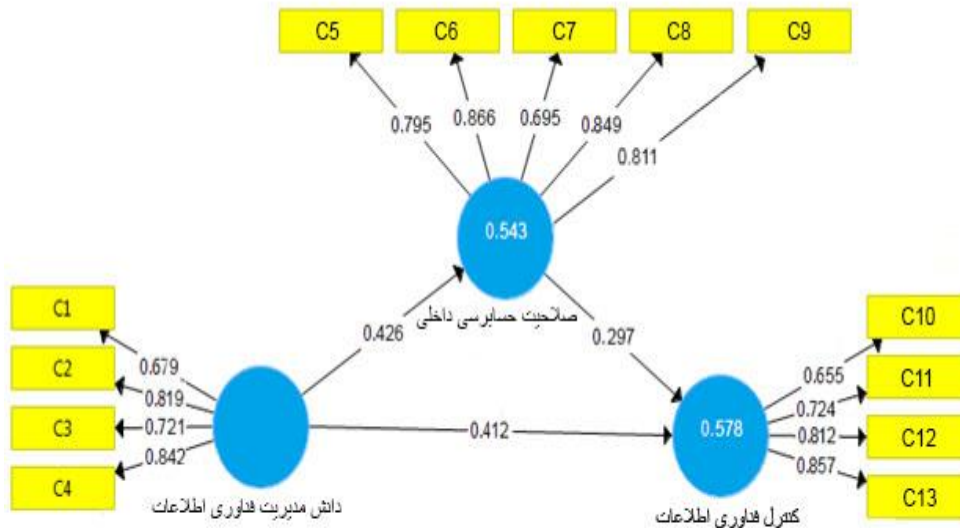 C5
C6
C7
C8
C9
0.795
0.866
0.695
0.849
0.811
0.543
صلاحیت حسابرسی داخلی
0.426
0.297
C1
C2
C3
C4
0.679
0.819
0.721
0.842
دانش مدیریت فناوری اطلاعات
0.412
0.578
کنترل فناوری اطلاعات
0.655
0.724
0.812
0.857
C10
C11
C12
C13